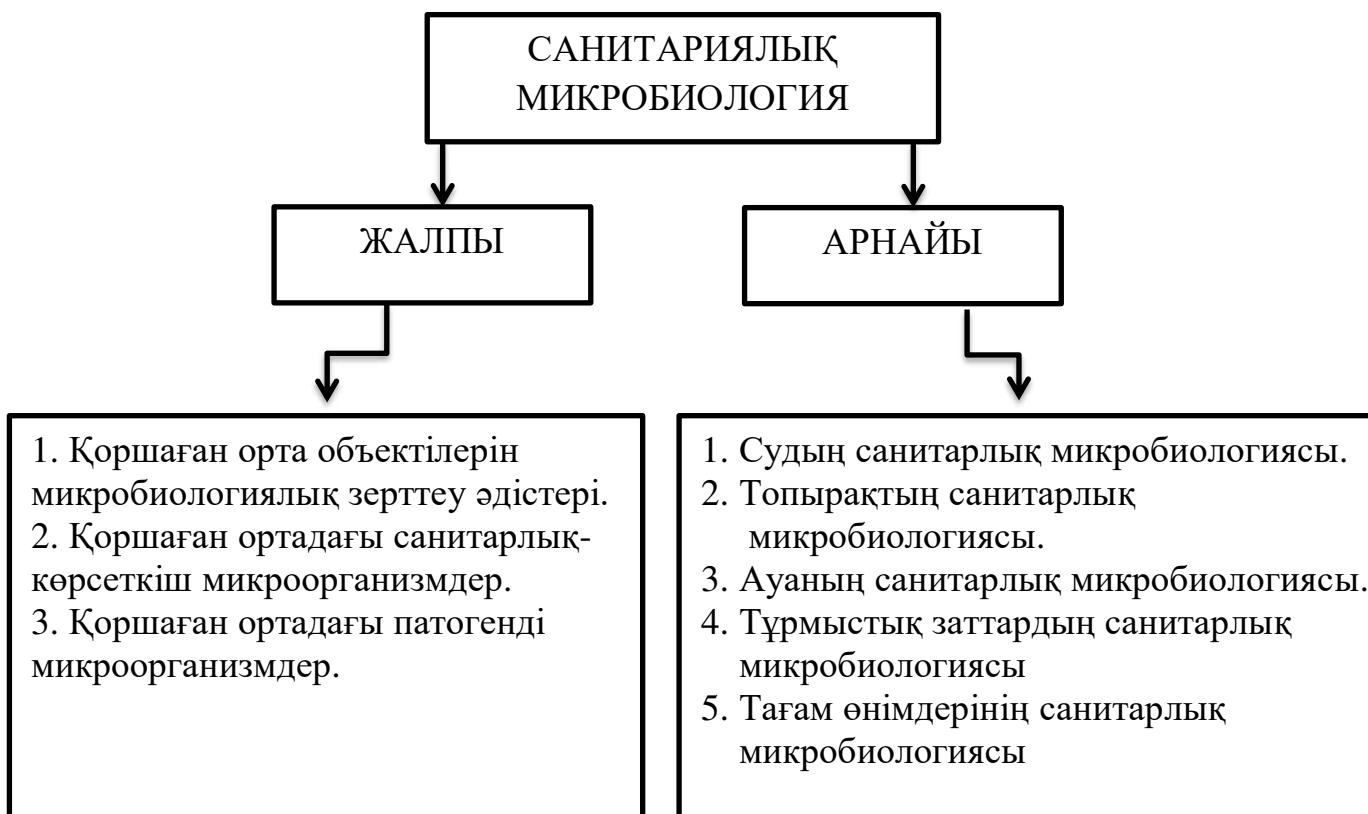 САНИТАРИЯЛЫҚ
МИКРОБИОЛОГИЯ
ЖАЛПЫ
АРНАЙЫ
1. Қоршаған орта объектілерін
микробиологиялық зерттеу әдістері.
2. Қоршаған ортадағы санитарлық-
көрсеткіш микроорганизмдер.
3. Қоршаған ортадағы патогенді
микроорганизмдер.
1. Судың санитарлық микробиологиясы.
2. Топырақтың санитарлық
микробиологиясы.
3. Ауаның санитарлық микробиологиясы.
4. Тұрмыстық заттардың санитарлық
микробиологиясы
5. Тағам өнімдерінің санитарлық
микробиологиясы